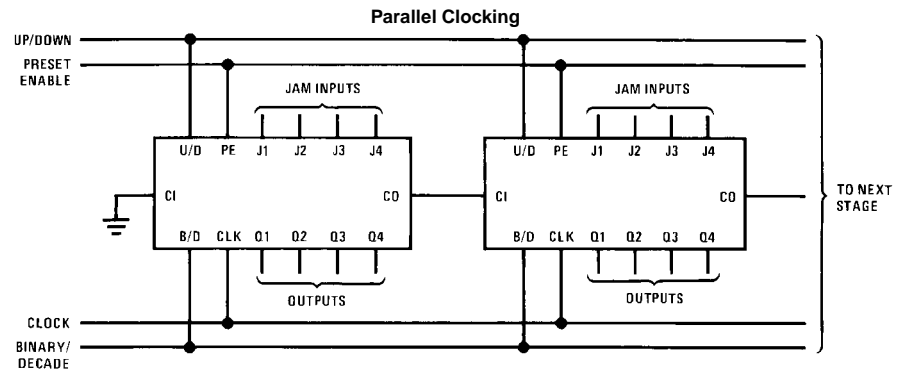 Parallel Clocking
UP/DOWN
PRESET
ENABLE
JAM INPUTS
JAM INPUTS
U/D PE J1 J2 J3 J4
U/D PE J1 J2 J3 J4
CI CO
CI CO
TO NEXT
STAGE
B/D CLK Q1 Q2 Q3 Q4
B/D CLK Q1 Q2 Q3 Q4
OUTPUTS
OUTPUTS
CLOCK
BINARY/
DECADE